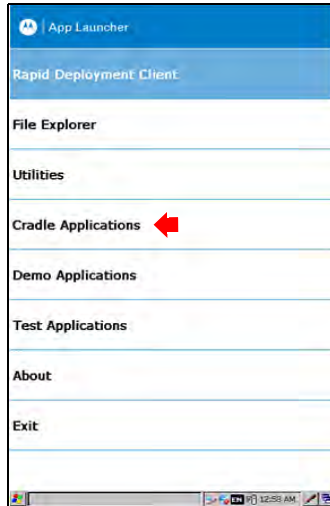 App Launcher
Rapid Deployment Client
File Explorer
Utilities
Cradle Applications
Demo Applications
Test Applications
About
Exit
EN 12:58 AM